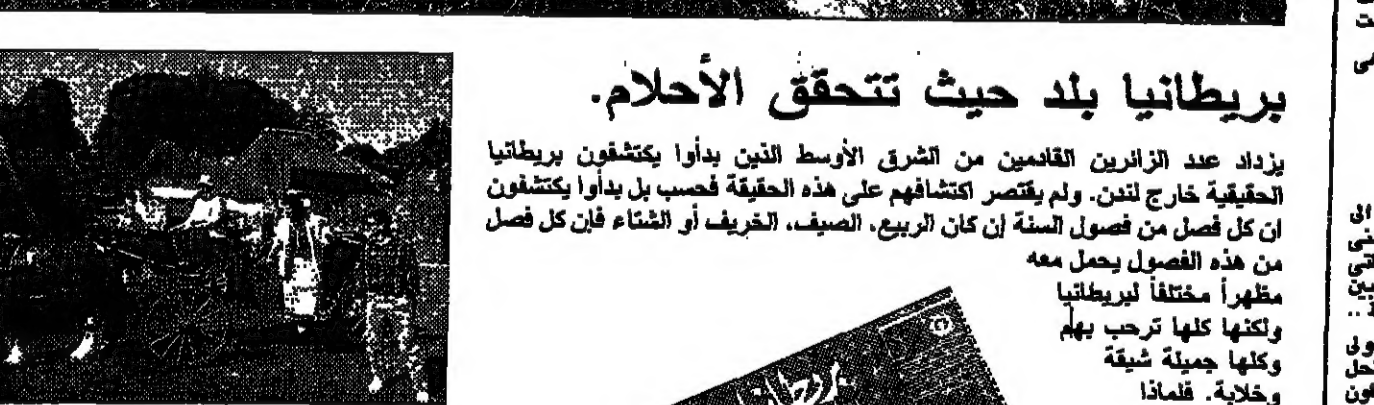 بريطانيا بلد حيث تتحقق الأحلام.
يزداد عدد الزائرين القادمين من الشرق الأوسط الذين بدأوا يكتشفون بريطانيا
الحقيقية خارج لندن. ولم يقتصر اكتشافهم على هذه الحقيقة فحسب بل بدأوا يكتشفون
ان كل فصل من فصول السنة إن كان الربيع، الصيف، الخريف أو الشتاء فإن كل فصل
من هذه الفصول يحمل معه
مظهراً مختلفاً لبريطانيا
ولكنها كلها ترحب بهم
وكلها جميلة شيقة
وخلابة. فلماذا
بريطانيا
الى